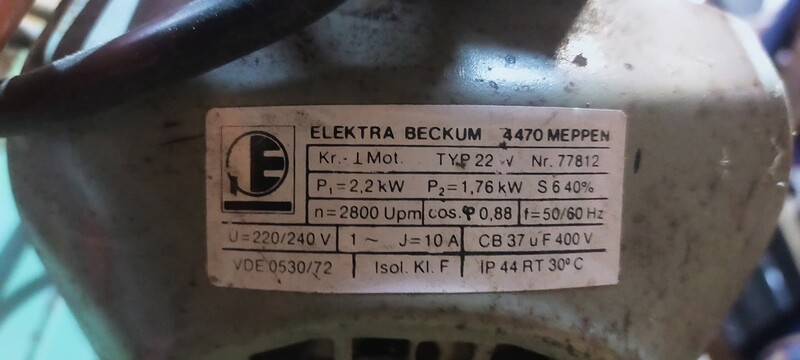 ELEKTRA BECKUM 4470 MEPPEN
Kr.-⊥Mot. TYP 22 Nr. 77812
P₁=2,2 kW P₂=1,76 kW S 6 40%
n=2800 Upm cos.φ 0,88 f=50/60 Hz
U=220/240 V 1~ J=10 A CB 37 uF 400 V
VDE 0530/72 Isol. Kl. F IP 44 RT 30°C